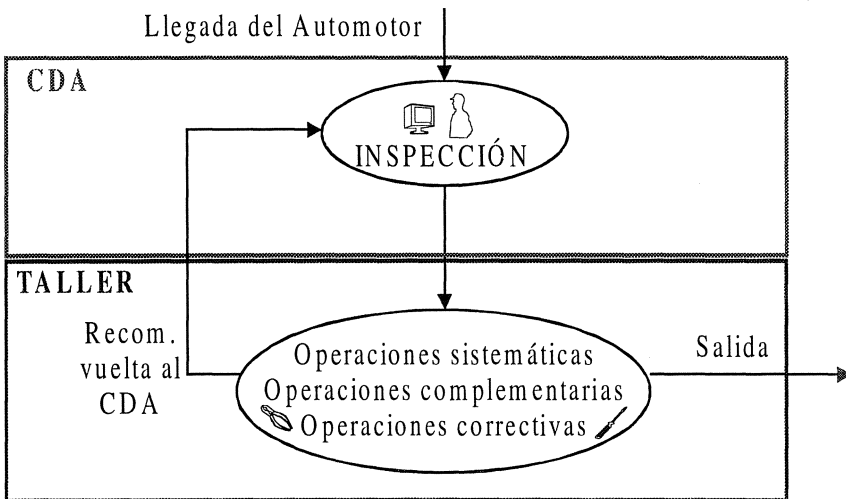 Llegada del Automotor
CDA
INSPECCIÓN
TALLER
Recom.
vuelta al
CDA
Operaciones sistemáticas
Operaciones complementarias
Operaciones correctivas
Salida